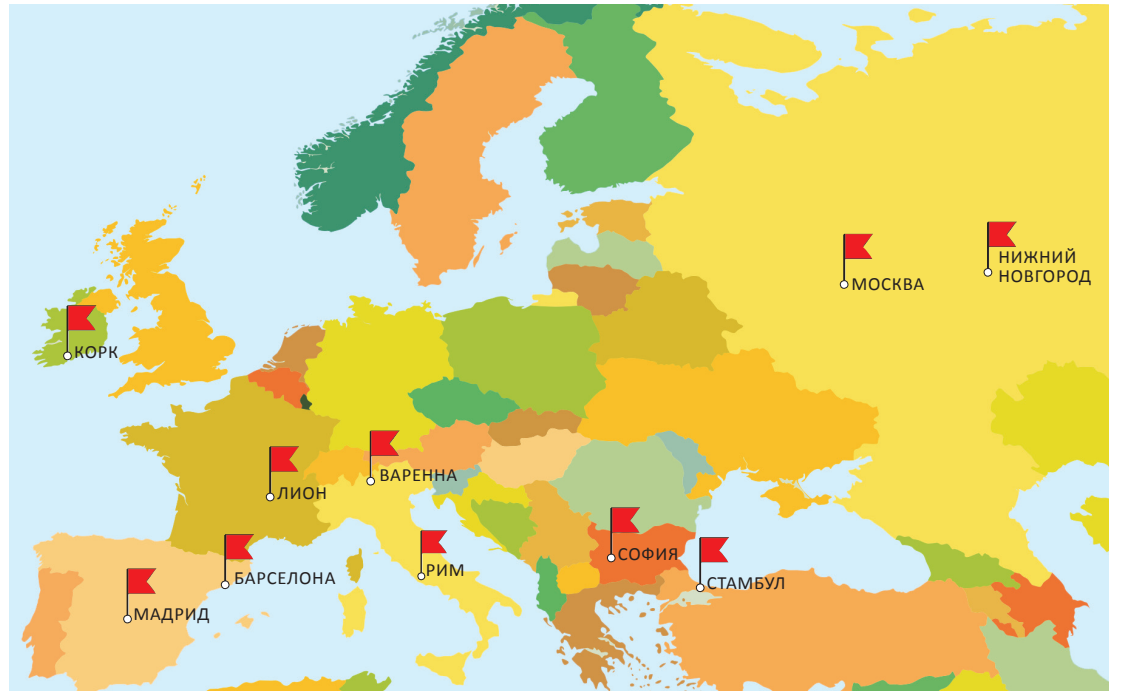 НИЖНИЙ
НОВГОРОД
МОСКВА
КОРК
ВАРЕННА
ЛИОН
СОФИЯ
РИМ
БАРСЕЛОНА
СТАМБУЛ
МАДРИД